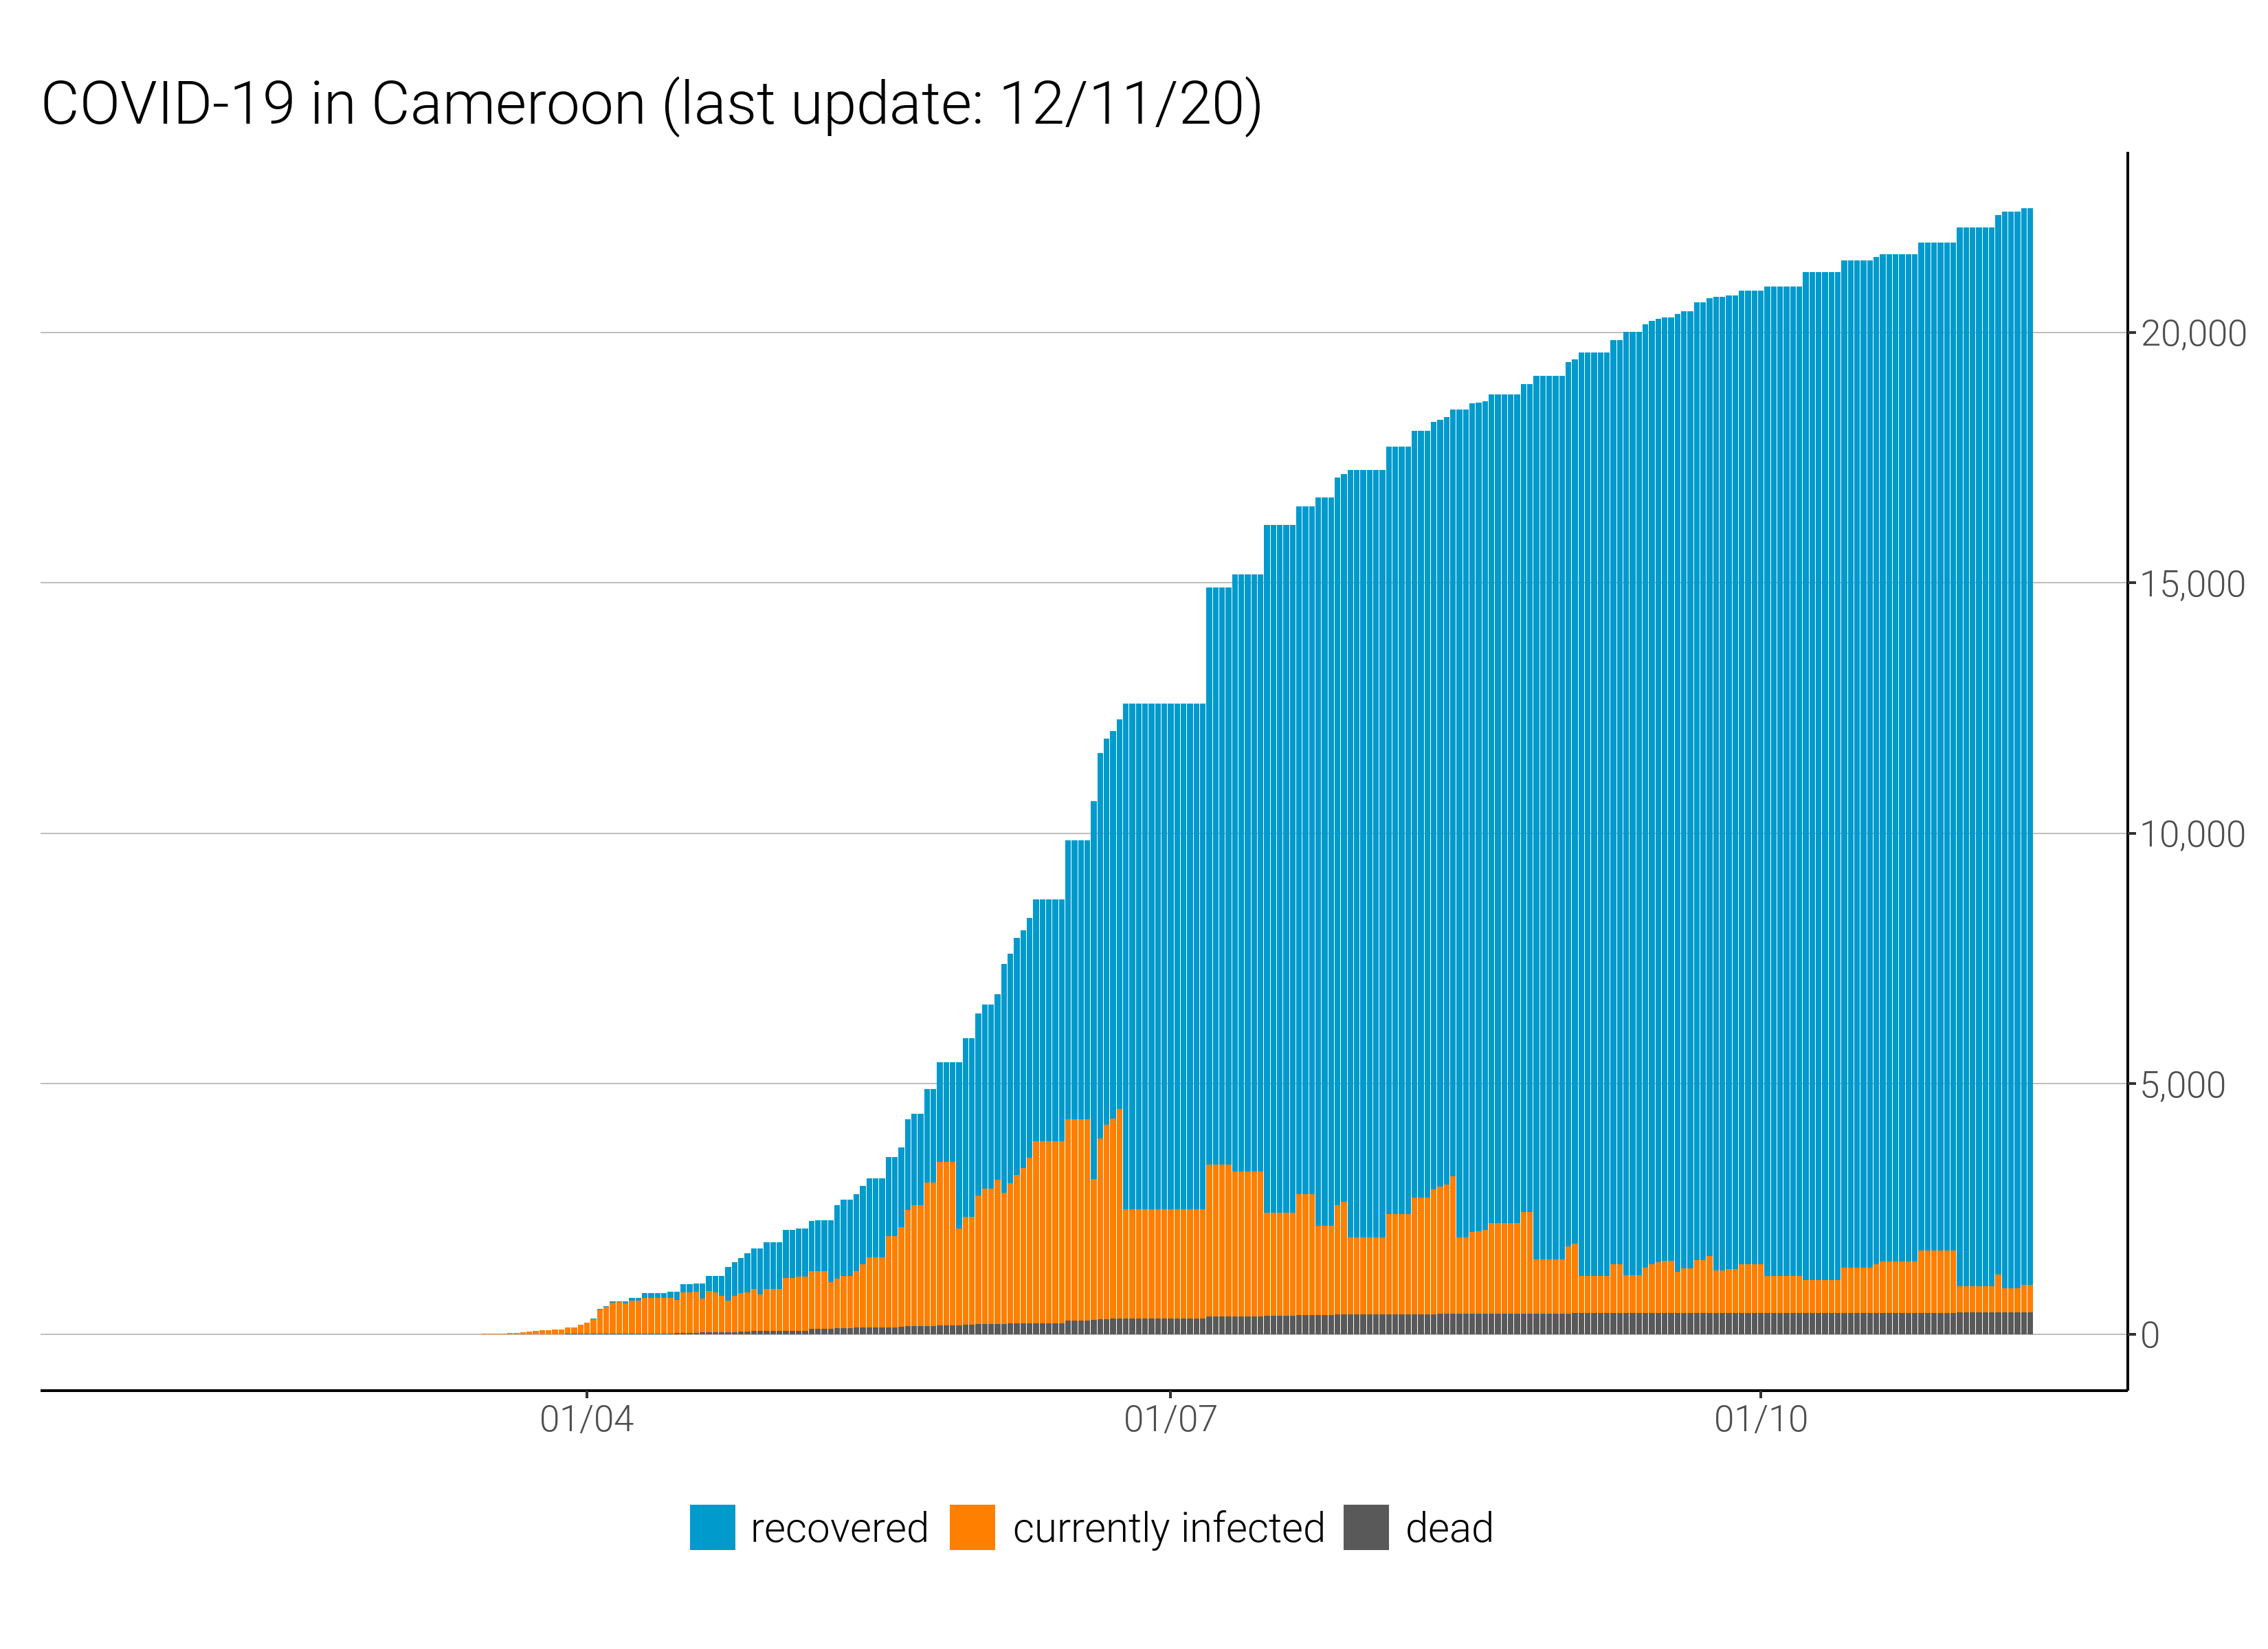 COVID-19 in Cameroon (last update: 12/11/20)
20,000
15,000
10,000
5,000
0
01/04 01/07 01/10
recovered currently infected dead